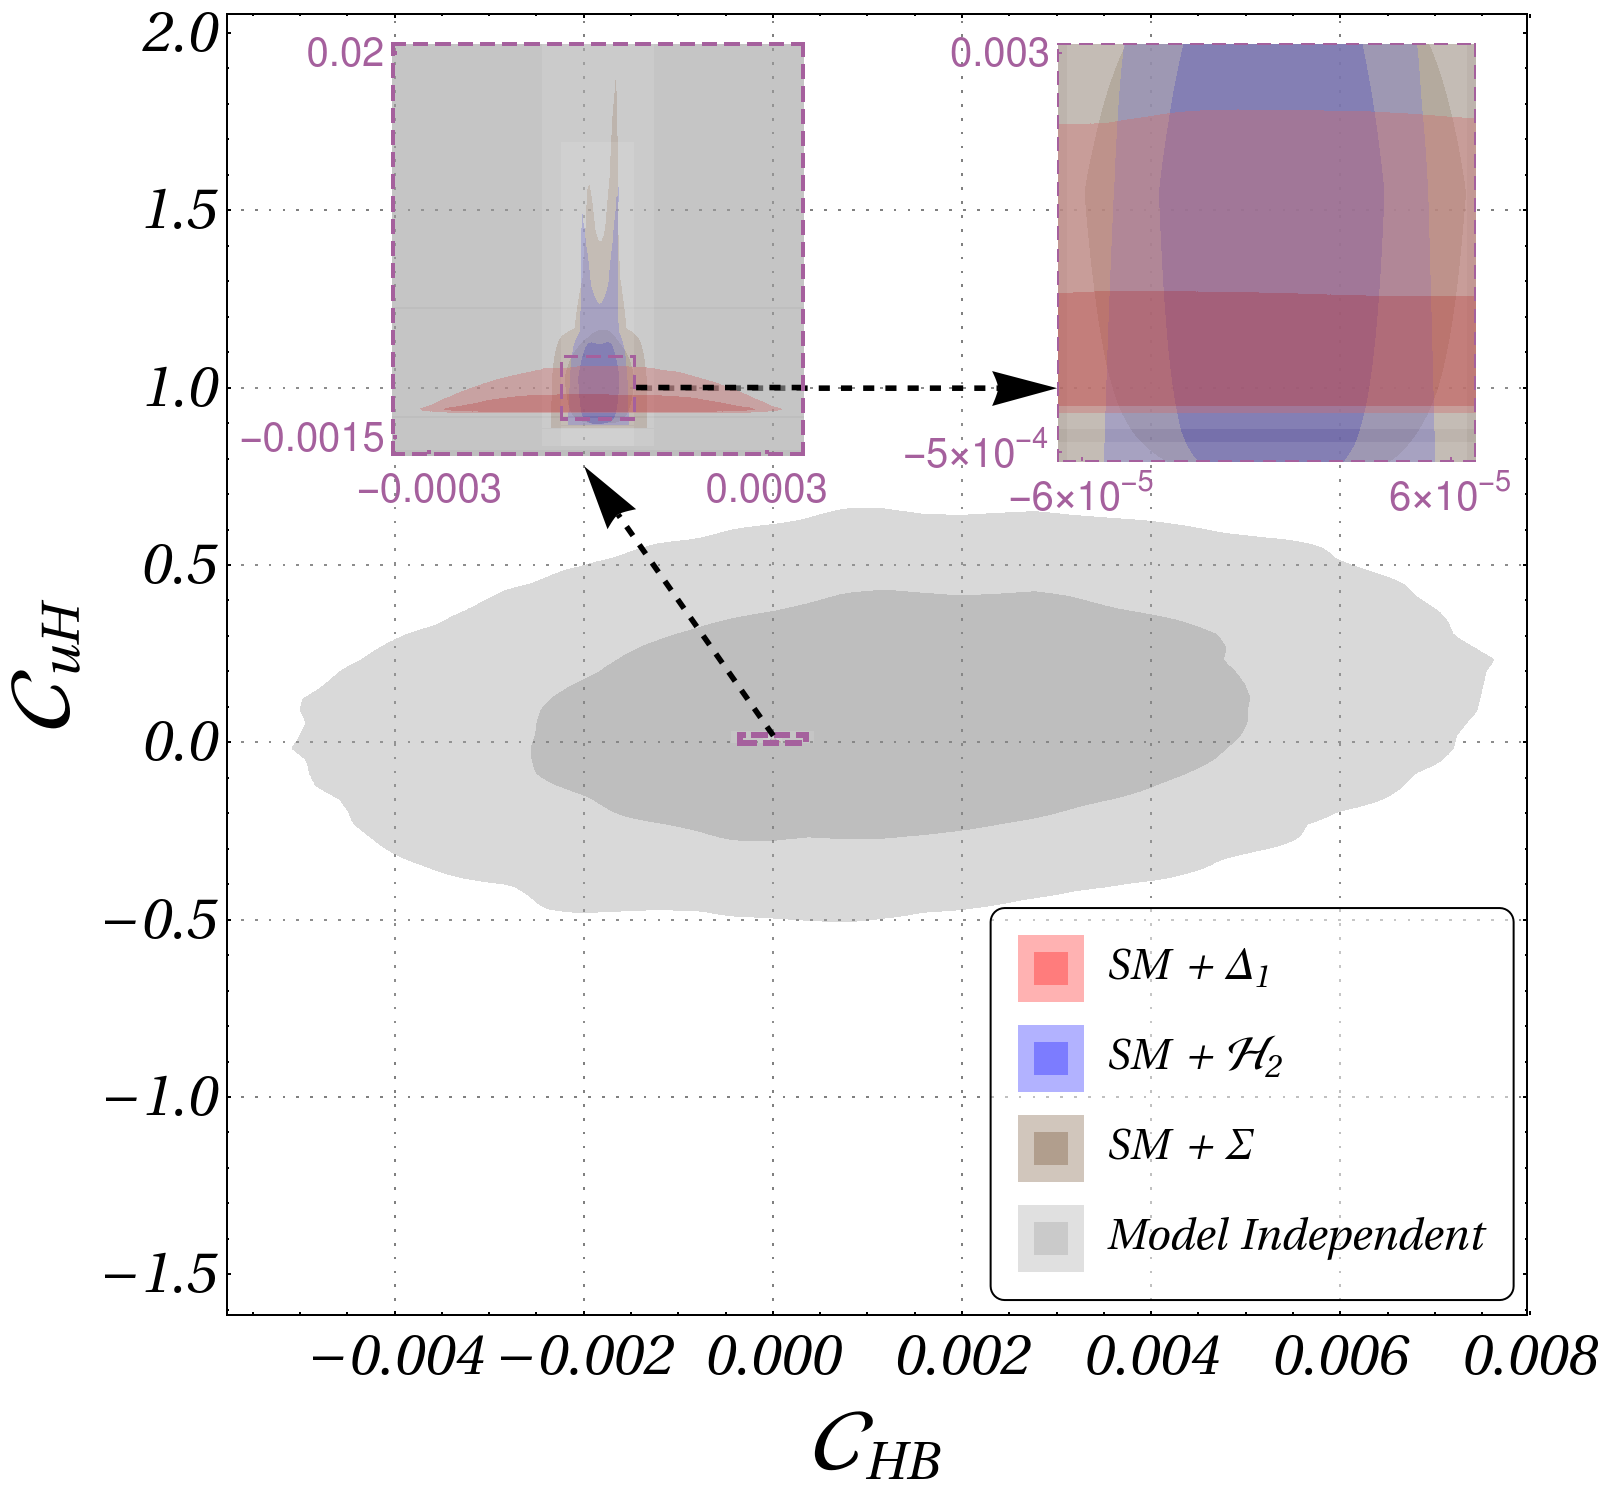 2.0
1.5
1.0
0.5
0.0
−0.5
−1.0
−1.5
C_uH
0.02
−0.0015
−0.0003
0.0003
0.003
−5×10⁻⁴
−6×10⁻⁵
6×10⁻⁵
SM + Δ₁
SM + ℋ₂
SM + Σ
Model Independent
−0.004 −0.002 0.000 0.002 0.004 0.006 0.008
C_HB